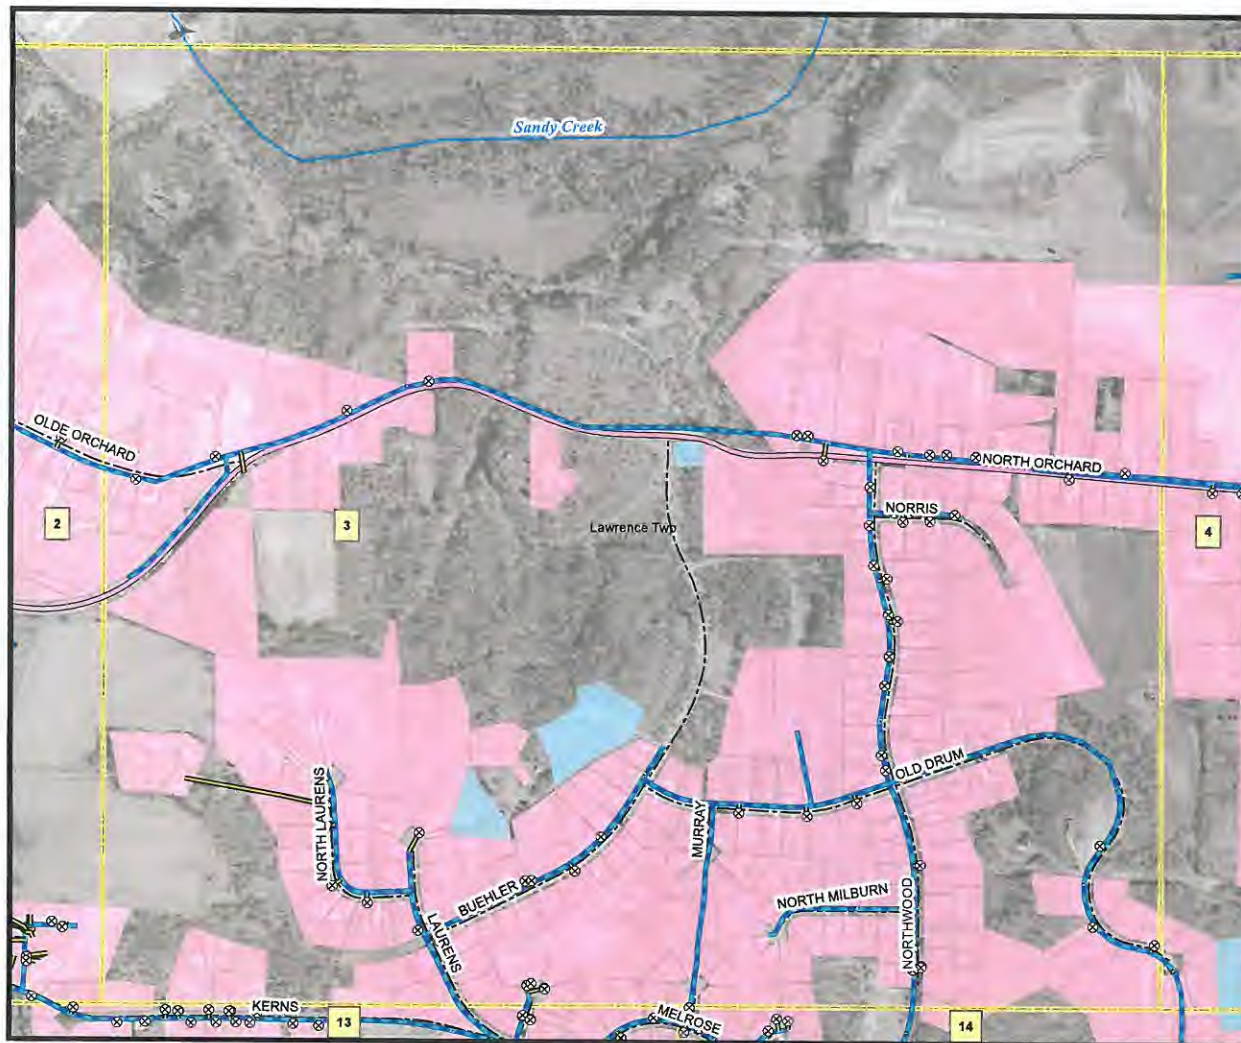 Sandy Creek
OLDE ORCHARD
NORTH ORCHARD
NORRIS
2
3
Lawrence Twp
4
OLD DRUM
NORTH LAURENS
MURRAY
BUEHLER
NORTH MILBURN
LAURENS
NORTHWOOD
KERNS
MELROSE
13
14